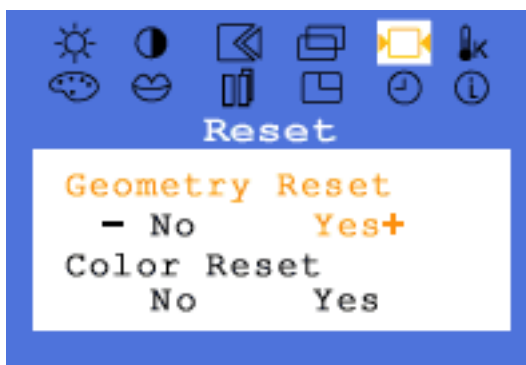 K
i
Reset
Geometry Reset
- No Yes+
Color Reset
No Yes